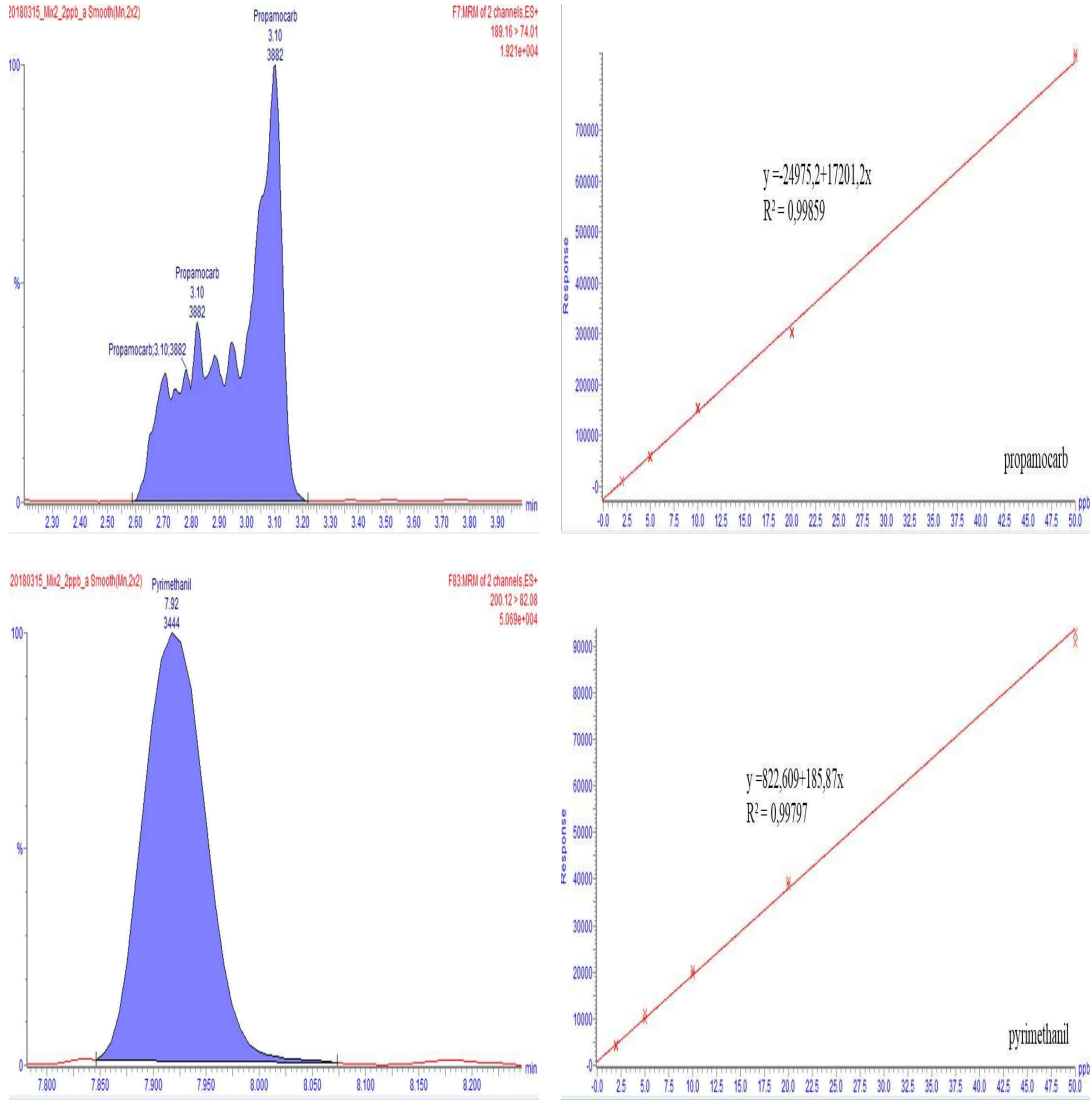 20180315_Mix2_2ppb_a Smooth(Mn,2x2)
F7:MRM of 2 channels,ES+
189.16 > 74.01
1.921e+004
Propamocarb
3.10
3882
100
Propamocarb
3.10
3882
Propamocarb;3.10;3882
%
0
2.30 2.40 2.50 2.60 2.70 2.80 2.90 3.00 3.10 3.20 3.30 3.40 3.50 3.60 3.70 3.80 3.90
min
700000
600000
500000
400000
300000
200000
100000
-0
Response
y =-24975,2+17201,2x
R² = 0,99859
propamocarb
-0.0 2.5 5.0 7.5 10.0 12.5 15.0 17.5 20.0 22.5 25.0 27.5 30.0 32.5 35.0 37.5 40.0 42.5 45.0 47.5 50.0
ppb
20180315_Mix2_2ppb_a Smooth(Mn,2x2)
F83:MRM of 2 channels,ES+
200.12 > 82.08
5.069e+004
Pyrimethanil
7.92
3444
100
%
0
7.800 7.850 7.900 7.950 8.000 8.050 8.100 8.150 8.200
min
90000
80000
70000
60000
50000
40000
30000
20000
10000
-0
Response
y =822,609+185,87x
R² = 0,99797
pyrimethanil
-0.0 2.5 5.0 7.5 10.0 12.5 15.0 17.5 20.0 22.5 25.0 27.5 30.0 32.5 35.0 37.5 40.0 42.5 45.0 47.5 50.0
ppb